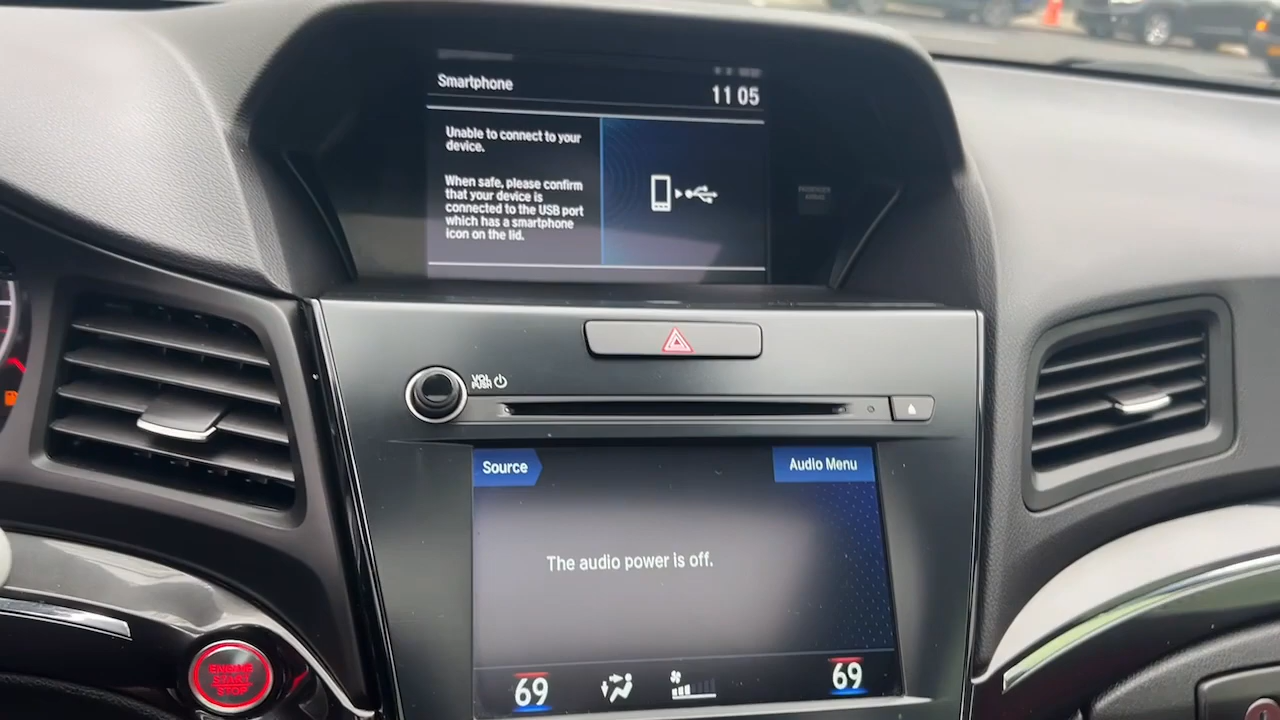 Smartphone
11 05
Unable to connect to your
device.
When safe, please confirm
that your device is
connected to the USB port
which has a smartphone
icon on the lid.
PASSENGER
AIRBAG
VOL
PUSH
Source
Audio Menu
The audio power is off.
69
69
ENGINE
START
STOP